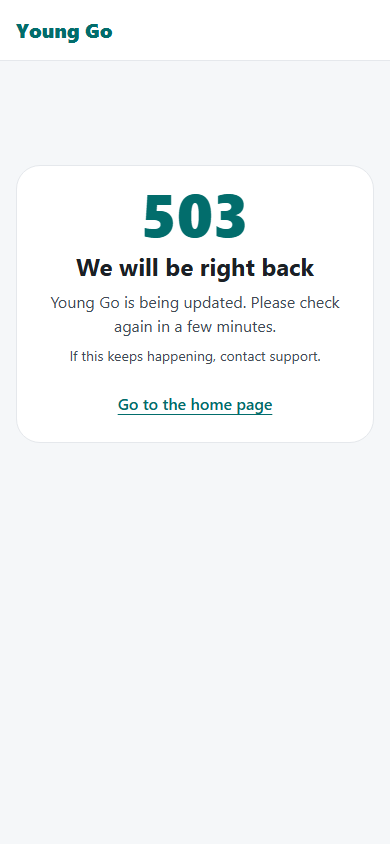 Young Go
503
We will be right back
Young Go is being updated. Please check
again in a few minutes.
If this keeps happening, contact support.
Go to the home page